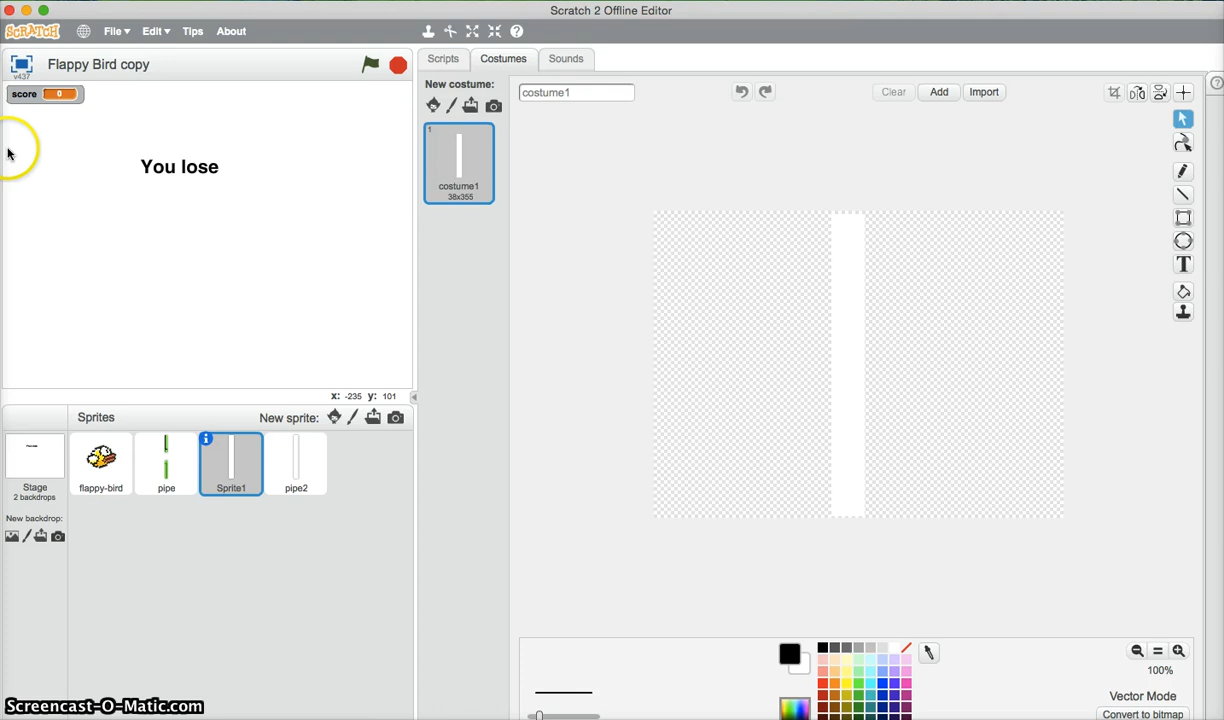 Scratch 2 Offline Editor
SCRATCH File Edit Tips About
v437 Flappy Bird copy
score 0
You lose
x: -235 y: 101
Sprites New sprite:
Stage
2 backdrops
New backdrop:
flappy-bird pipe Sprite1 pipe2
Scripts Costumes Sounds
New costume:
1
costume1
38x355
costume1 Clear Add Import
T
100%
Vector Mode
Convert to bitmap
Screencast-O-Matic.com